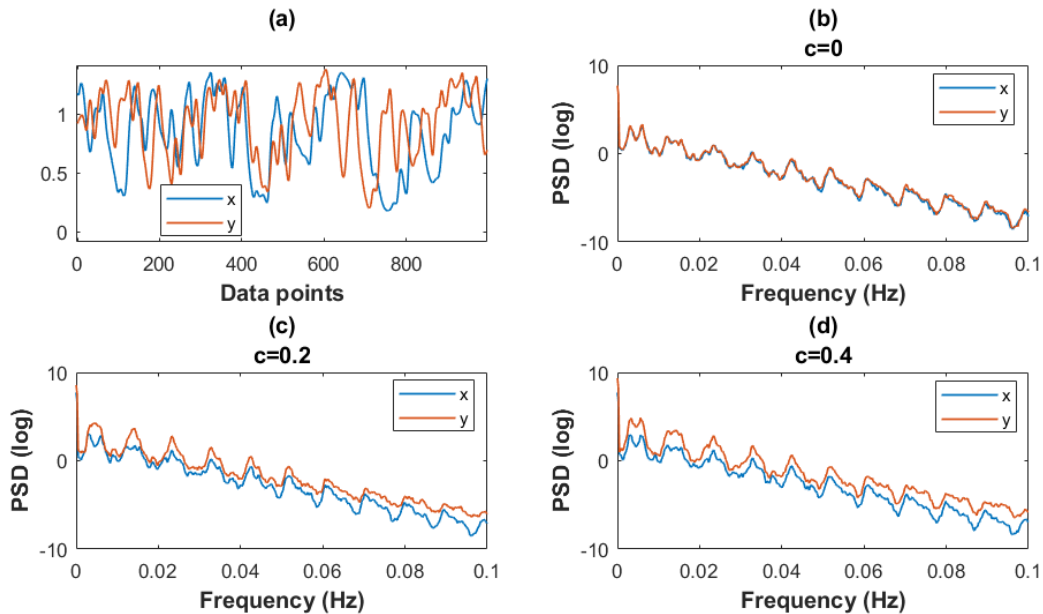 (a)
1
0.5
0
x
y
0
200
400
600
800
Data points
(b)
c=0
PSD (log)
10
0
-10
x
y
0
0.02
0.04
0.06
0.08
0.1
Frequency (Hz)
(c)
c=0.2
PSD (log)
10
0
-10
x
y
0
0.02
0.04
0.06
0.08
0.1
Frequency (Hz)
(d)
c=0.4
PSD (log)
10
0
-10
x
y
0
0.02
0.04
0.06
0.08
0.1
Frequency (Hz)